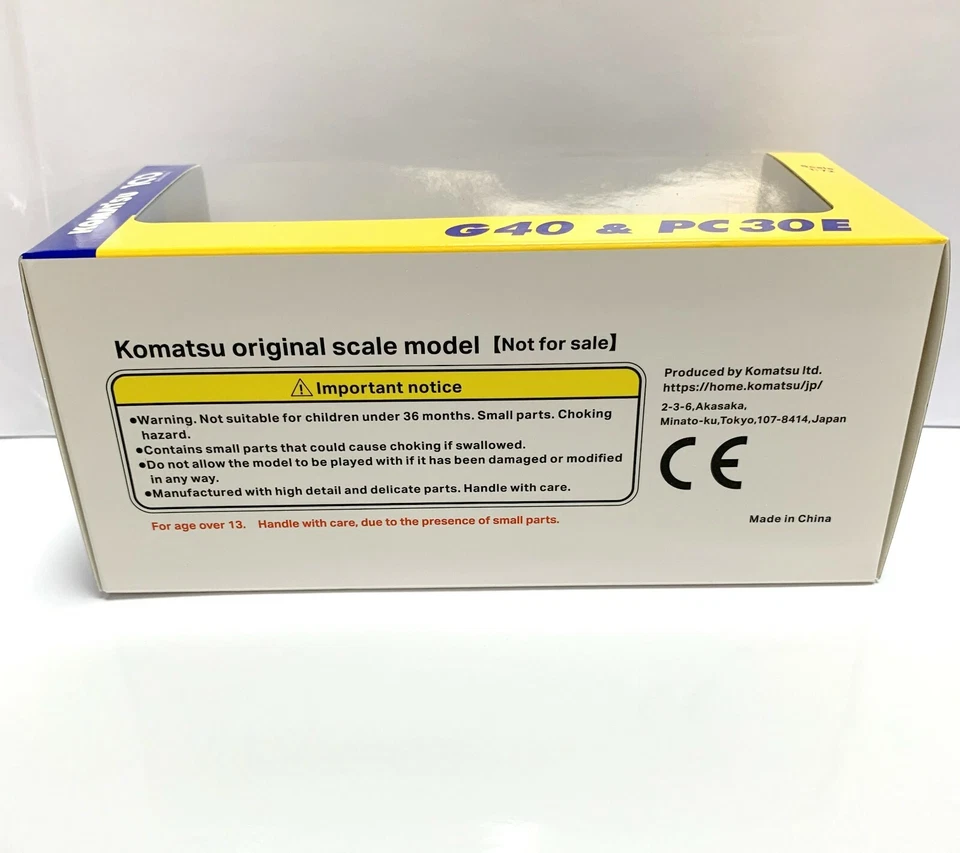 KOMATSU 100
G40 & PC30E
Komatsu original scale model【Not for sale】
⚠ Important notice
●Warning. Not suitable for children under 36 months. Small parts. Choking
hazard.
●Contains small parts that could cause choking if swallowed.
●Do not allow the model to be played with if it has been damaged or modified
in any way.
●Manufactured with high detail and delicate parts. Handle with care.
For age over 13. Handle with care, due to the presence of small parts.
Produced by Komatsu ltd.
https://home.komatsu/jp/
2-3-6,Akasaka,
Minato-ku,Tokyo,107-8414,Japan
CE
Made in China